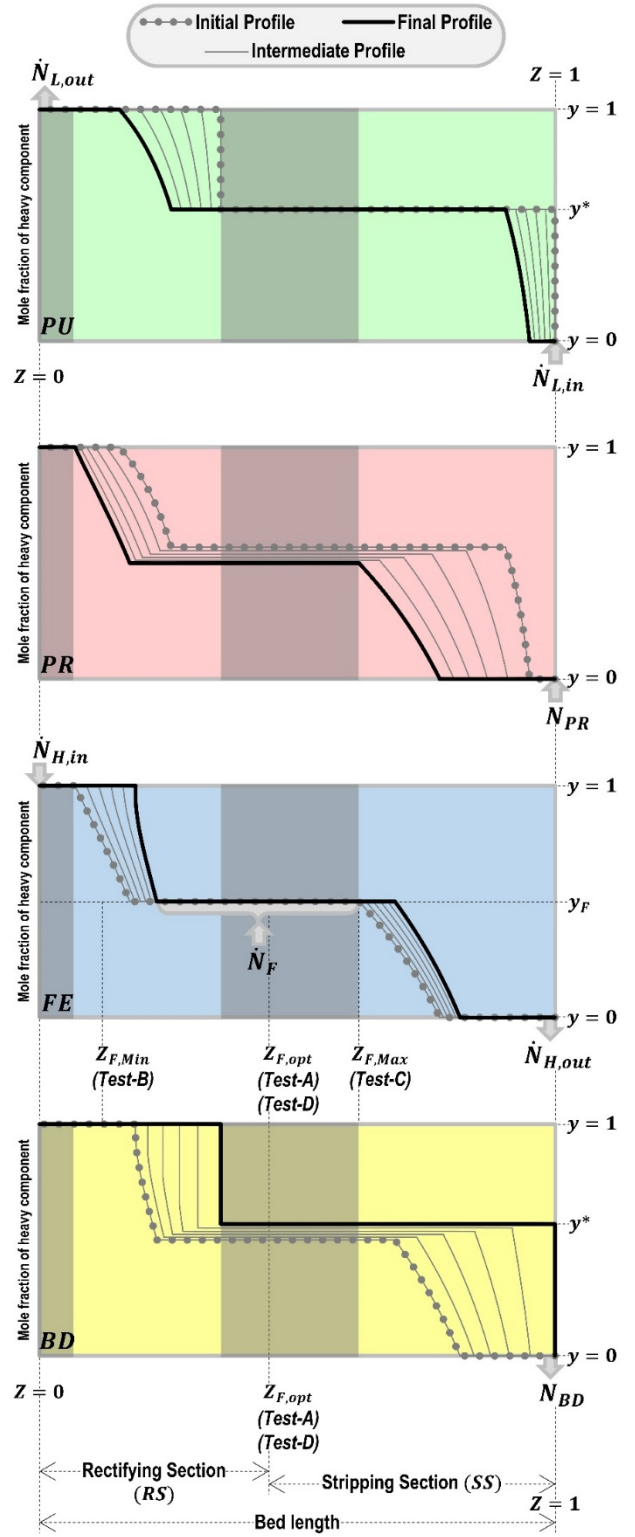 Initial Profile
Final Profile
Intermediate Profile
Ṅ_L,out
Z = 1
y = 1
Mole fraction of heavy component
y*
PU
y = 0
Z = 0
Ṅ_L,in
y = 1
Mole fraction of heavy component
PR
y = 0
N_PR
Ṅ_H,in
y = 1
Mole fraction of heavy component
y_F
Ṅ_F
FE
y = 0
Z_F,Min
(Test-B)
Z_F,opt
(Test-A)
(Test-D)
Z_F,Max
(Test-C)
Ṅ_H,out
y = 1
Mole fraction of heavy component
y*
BD
y = 0
Z = 0
Z_F,opt
(Test-A)
(Test-D)
N_BD
Rectifying Section
(RS)
Stripping Section (SS)
Z = 1
Bed length